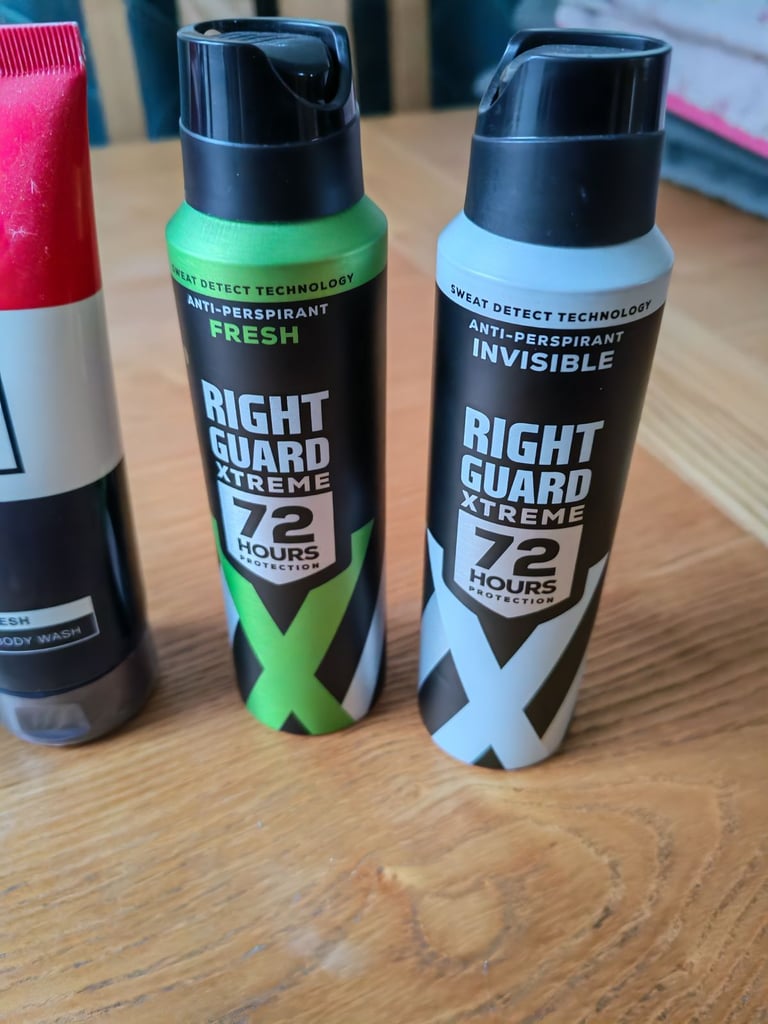 ESH
BODY WASH
SWEAT DETECT TECHNOLOGY
ANTI-PERSPIRANT
FRESH
RIGHT
GUARD
XTREME
72
HOURS
PROTECTION
SWEAT DETECT TECHNOLOGY
ANTI-PERSPIRANT
INVISIBLE
RIGHT
GUARD
XTREME
72
HOURS
PROTECTION